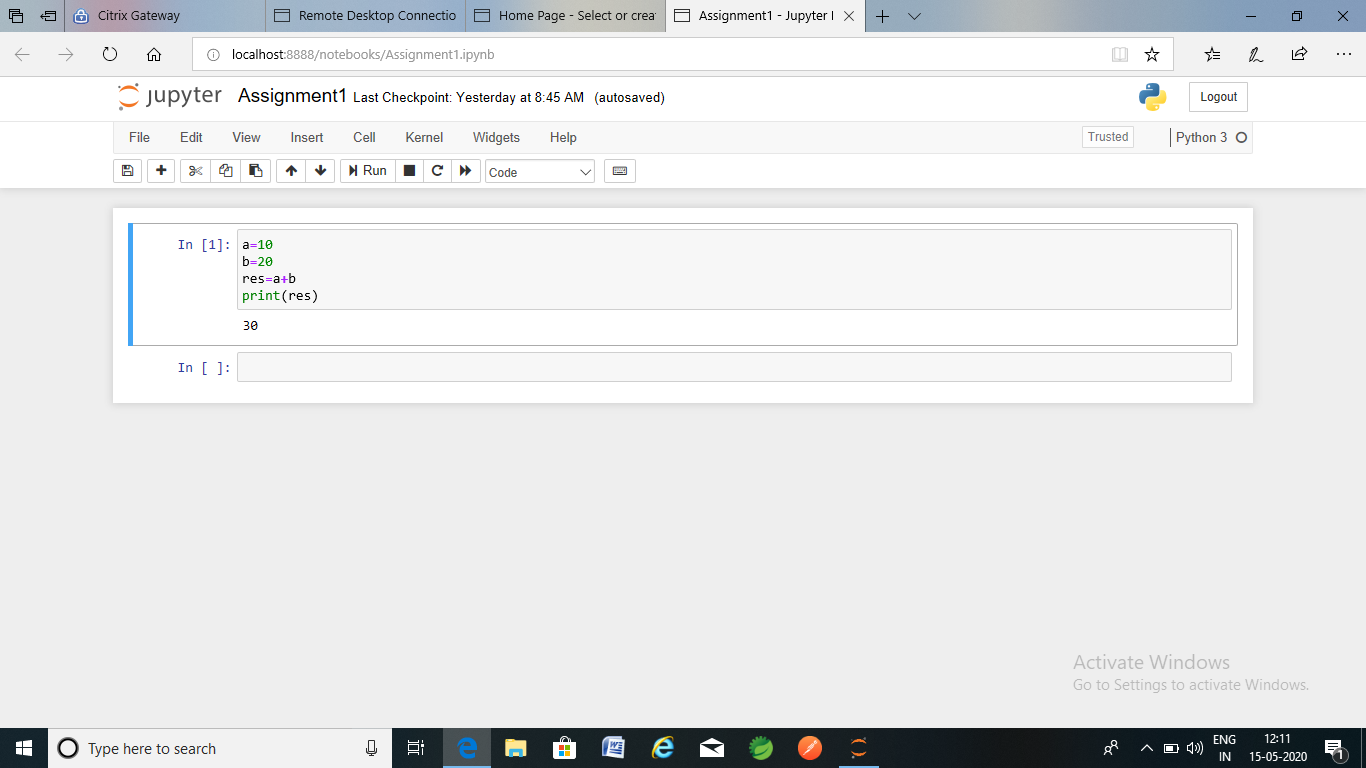 Citrix Gateway
Remote Desktop Connectio
Home Page - Select or crea
Assignment1 - Jupyter
localhost:8888/notebooks/Assignment1.ipynb
jupyter Assignment1 Last Checkpoint: Yesterday at 8:45 AM (autosaved)
Logout
File Edit View Insert Cell Kernel Widgets Help
Trusted
Python 3
Run
Code
In [1]: a=10
b=20
res=a+b
print(res)
30
In [ ]:
Activate Windows
Go to Settings to activate Windows.
Type here to search
ENG
IN
12:11
15-05-2020
1